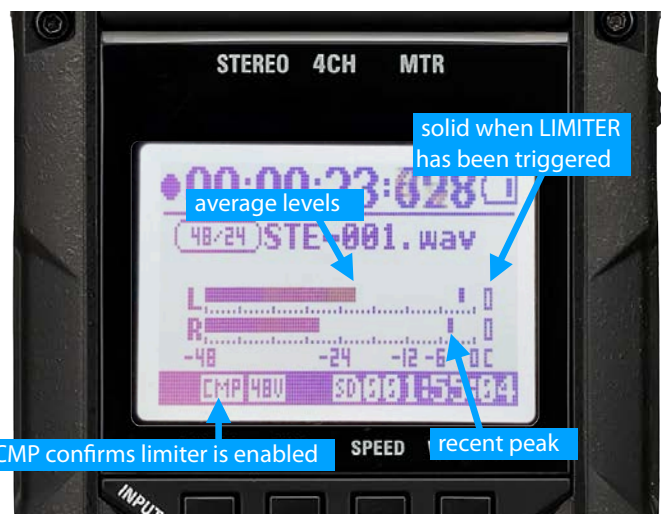 STEREO 4CH MTR
solid when LIMITER
has been triggered
00:00:23:628
average levels
48/24 STE-001.wav
L
R
-48 -24 -12 -6 0 C
CMP 48V SD 001:55:04
CMP confirms limiter is enabled
SPEED
recent peak
INPUT